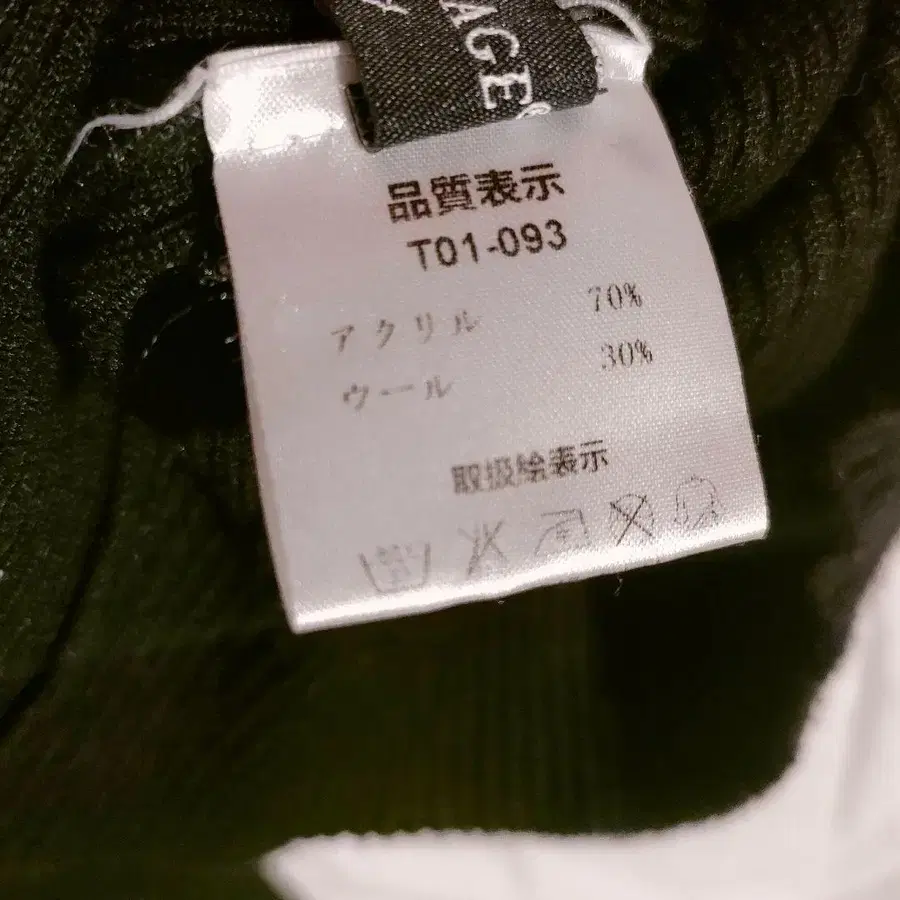 AGE
品質表示
T01-093
アクリル 70%
ウール 30%
取扱絵表示